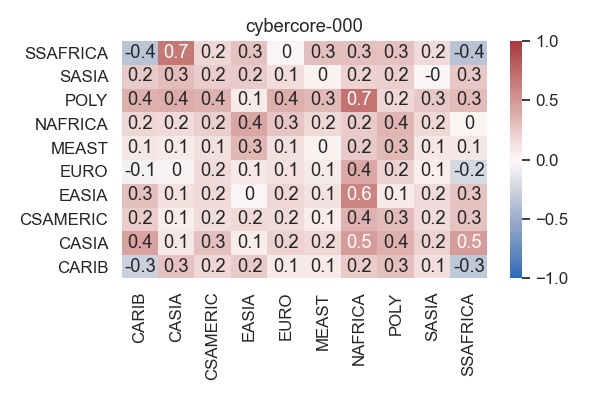 cybercore-000
SSAFRICA -0.4 0.7 0.2 0.3 0 0.3 0.3 0.3 0.2 -0.4
SASIA 0.2 0.3 0.2 0.2 0.1 0 0.2 0.2 -0 0.3
POLY 0.4 0.4 0.4 0.1 0.4 0.3 0.7 0.2 0.3 0.3
NAFRICA 0.2 0.2 0.2 0.4 0.3 0.2 0.2 0.4 0.2 0
MEAST 0.1 0.1 0.1 0.3 0.1 0 0.2 0.3 0.1 0.1
EURO -0.1 0 0.2 0.1 0.1 0.1 0.4 0.2 0.1 -0.2
EASIA 0.3 0.1 0.2 0 0.2 0.1 0.6 0.1 0.2 0.3
CSAMERIC 0.2 0.1 0.2 0.2 0.2 0.1 0.4 0.3 0.2 0.3
CASIA 0.4 0.1 0.3 0.1 0.2 0.2 0.5 0.4 0.2 0.5
CARIB -0.3 0.3 0.2 0.2 0.1 0.1 0.2 0.3 0.1 -0.3
CARIB CASIA CSAMERIC EASIA EURO MEAST NAFRICA POLY SASIA SSAFRICA
1.0
0.5
0.0
−0.5
−1.0